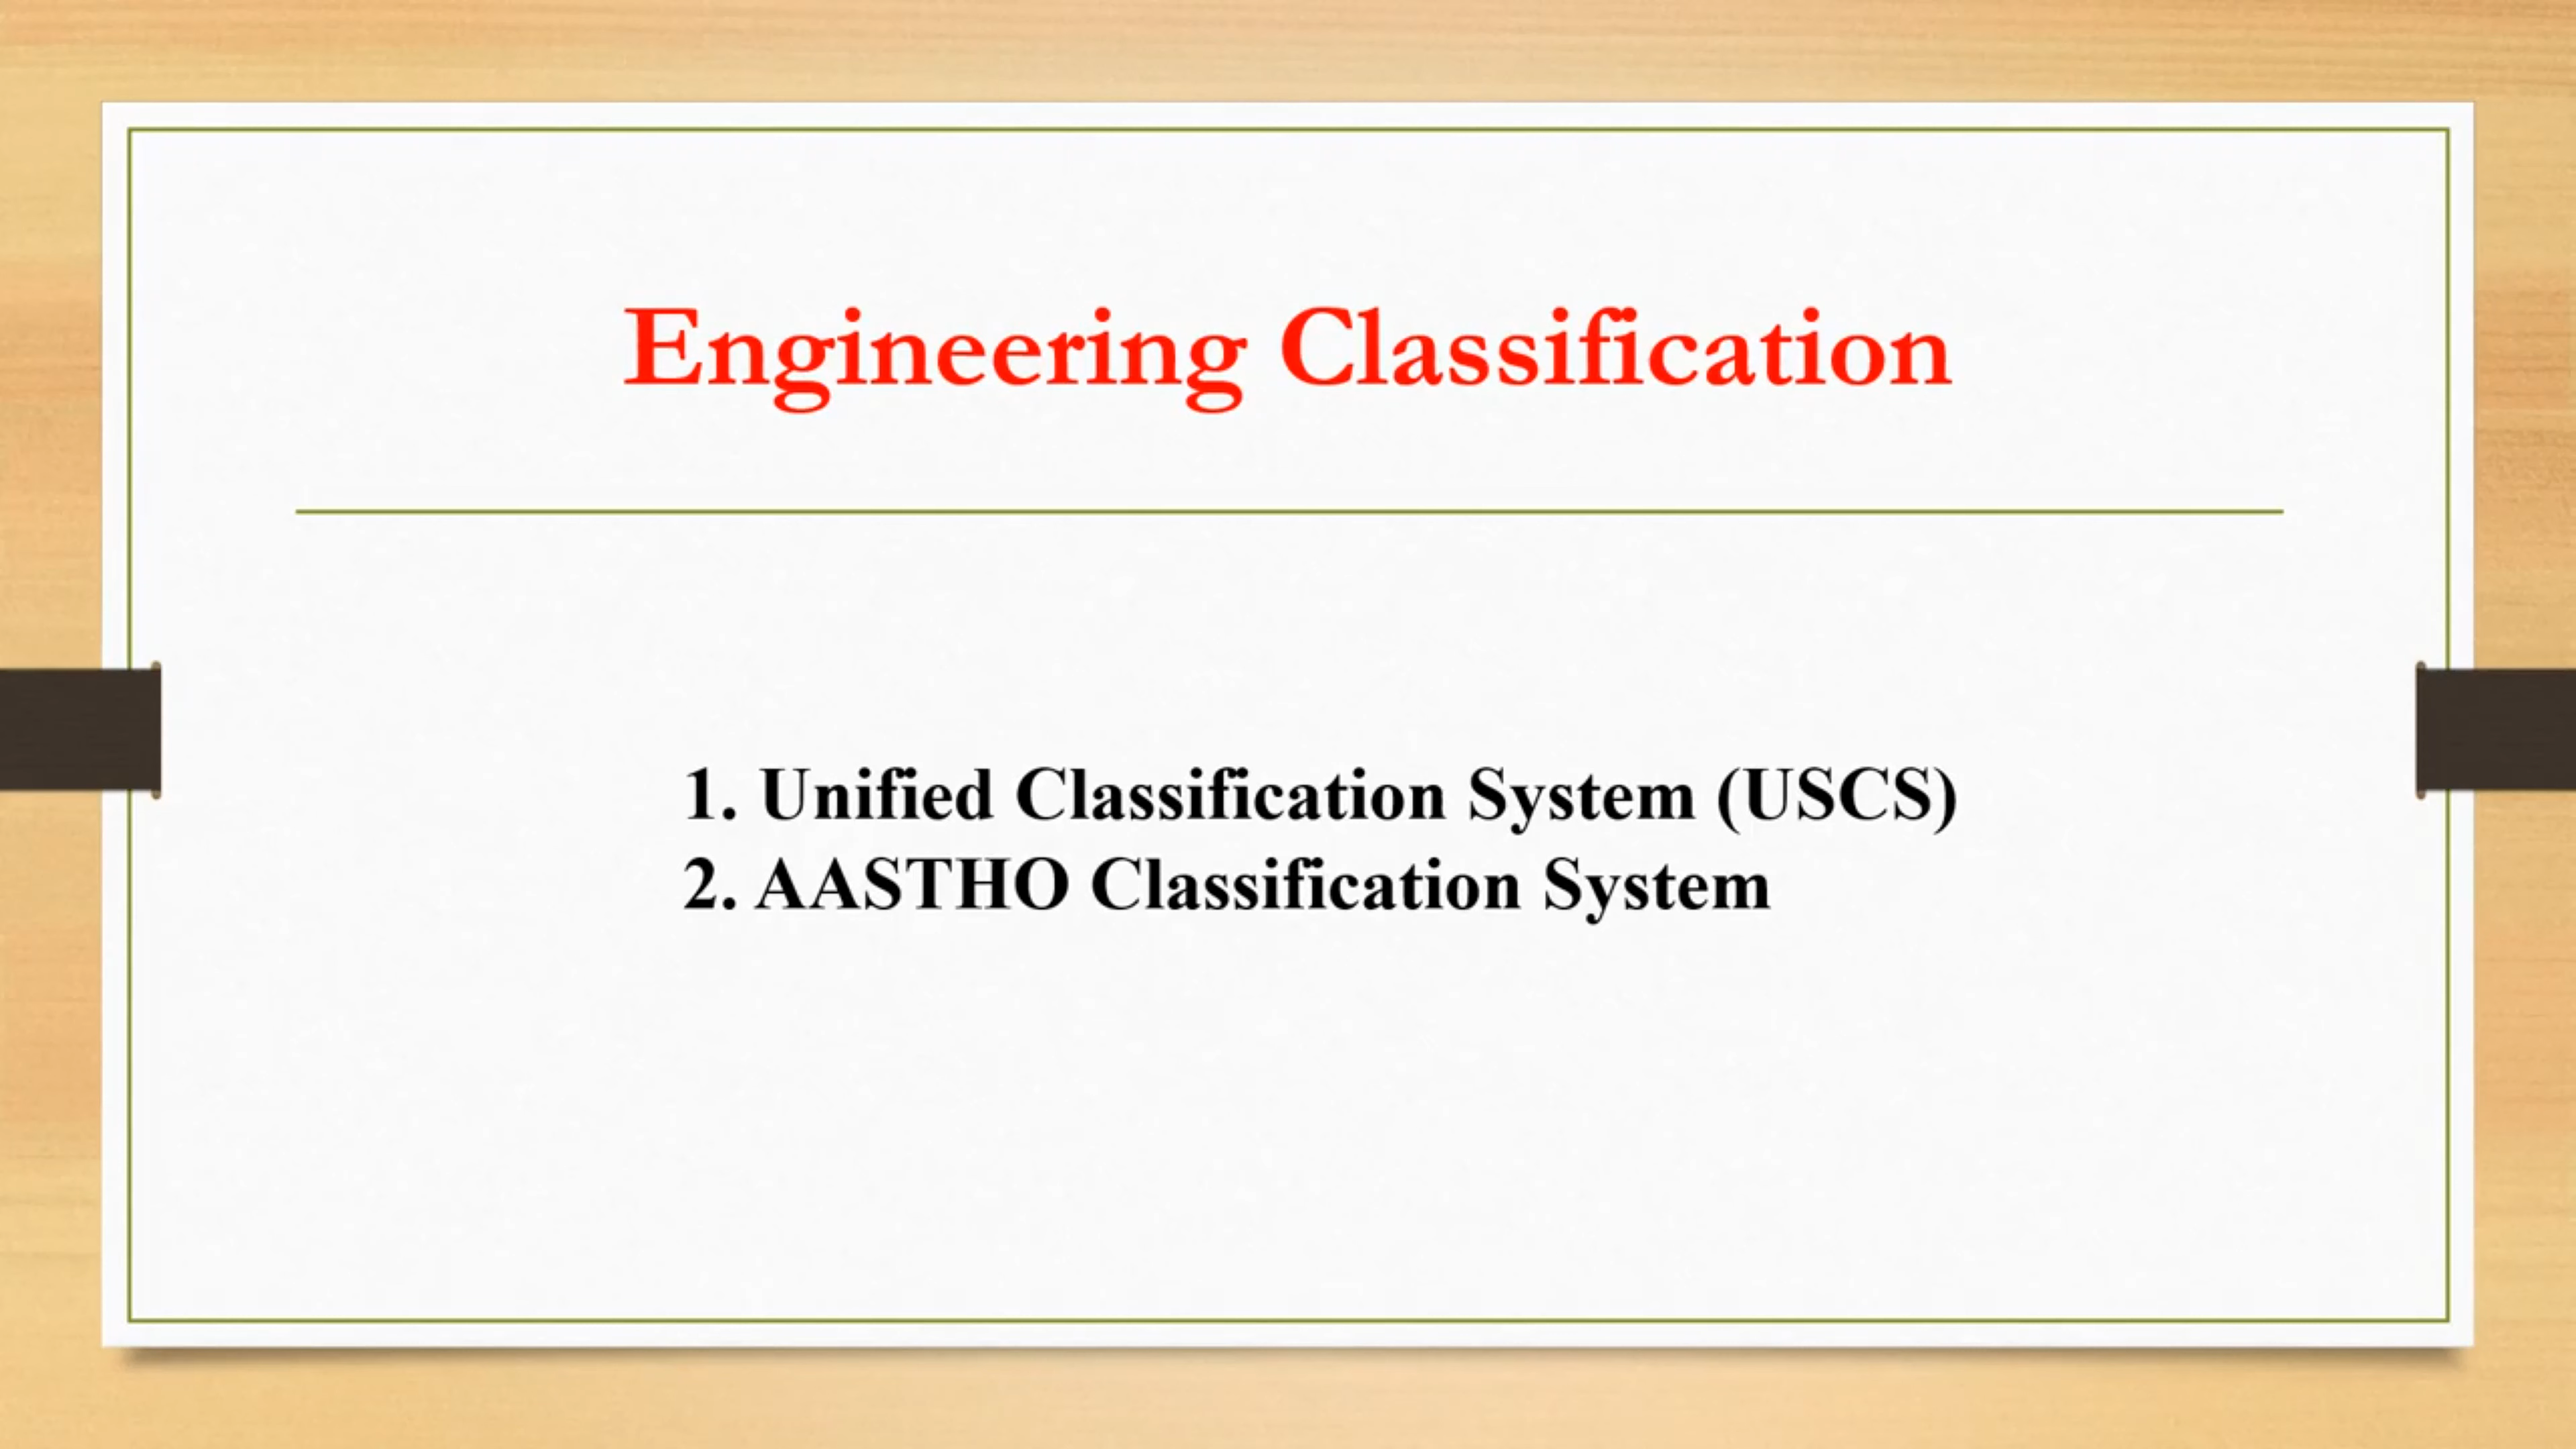 Engineering Classification
1. Unified Classification System (USCS)
2. AASTHO Classification System